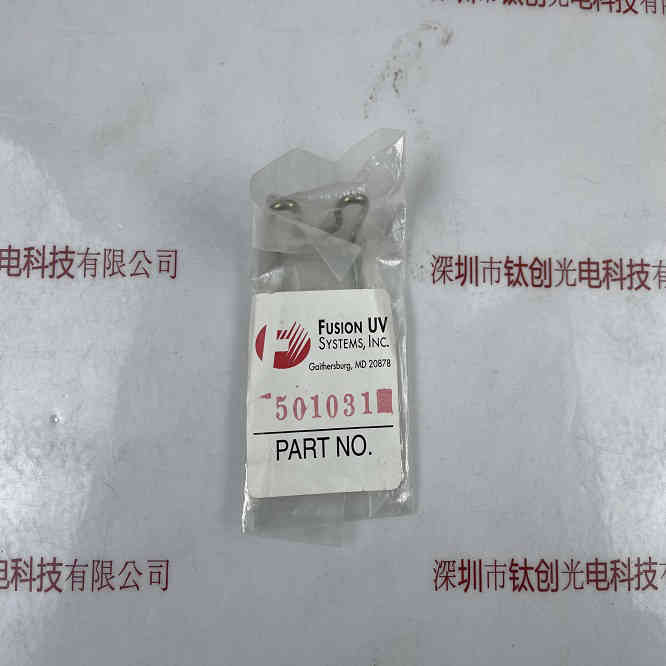 深圳市钛创光电科技有限
电科技有限公司
深圳市钛创光电科技有限
FUSION UV
SYSTEMS, INC.
Gaithersburg, MD 20878
501031
PART NO.
电科技有限公司
深圳市钛创光电科技有限